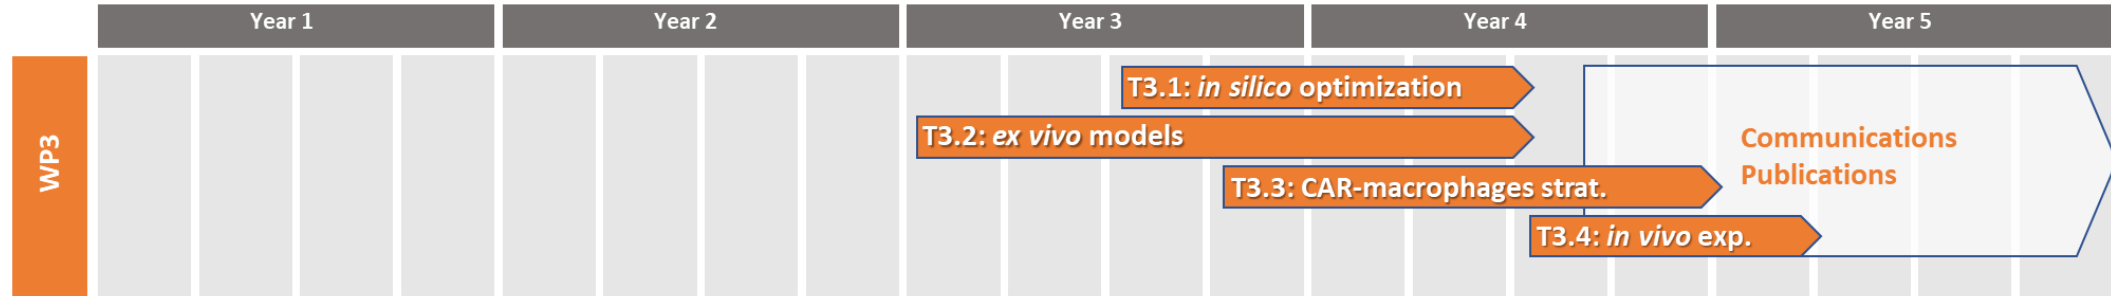 Year 1
Year 2
Year 3
Year 4
Year 5
WP3
T3.1: in silico optimization
T3.2: ex vivo models
T3.3: CAR-macrophages strat.
T3.4: in vivo exp.
Communications
Publications